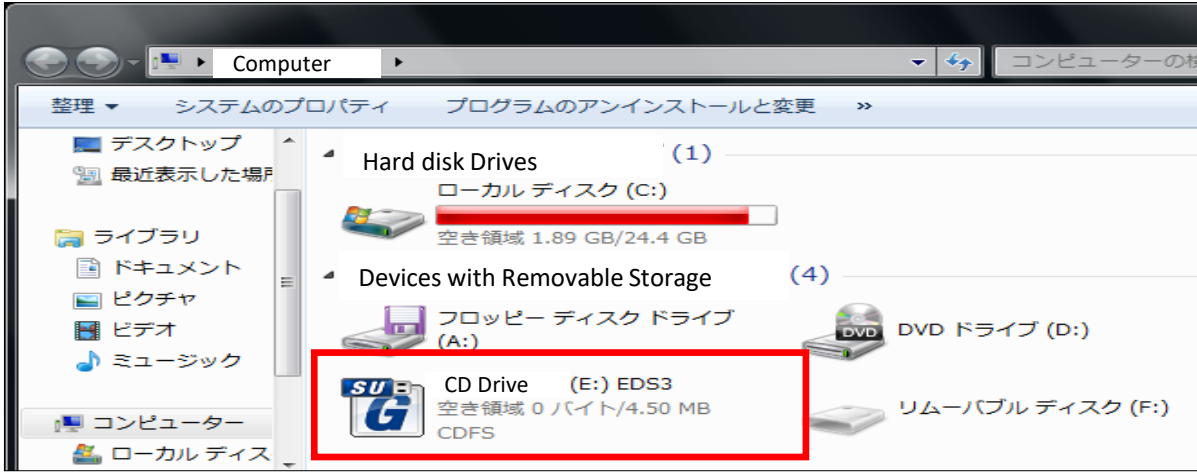 Computer
コンピューターの検
整理 システムのプロパティ プログラムのアンインストールと変更 »
デスクトップ
最近表示した場所
ライブラリ
ドキュメント
ピクチャ
ビデオ
ミュージック
コンピューター
ローカル ディス
Hard disk Drives (1)
ローカル ディスク (C:)
空き領域 1.89 GB/24.4 GB
Devices with Removable Storage (4)
フロッピー ディスク ドライブ
(A:)
DVD
DVD ドライブ (D:)
SU
G
CD Drive (E:) EDS3
空き領域 0 バイト/4.50 MB
CDFS
リムーバブル ディスク (F:)